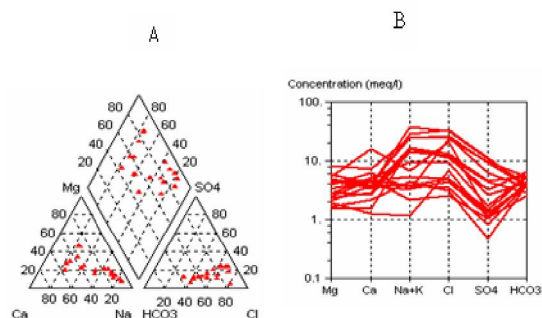 A
B
Concentration (meq/l)
80 80
60 60
40 40
20 20
Mg SO4
80 80
60 60
40 40
20 20
Ca 80 60 40 20 Na HCO3 20 40 60 80 Cl
100.
10.
1.
0.1
Mg Ca Na+K Cl SO4 HCO3